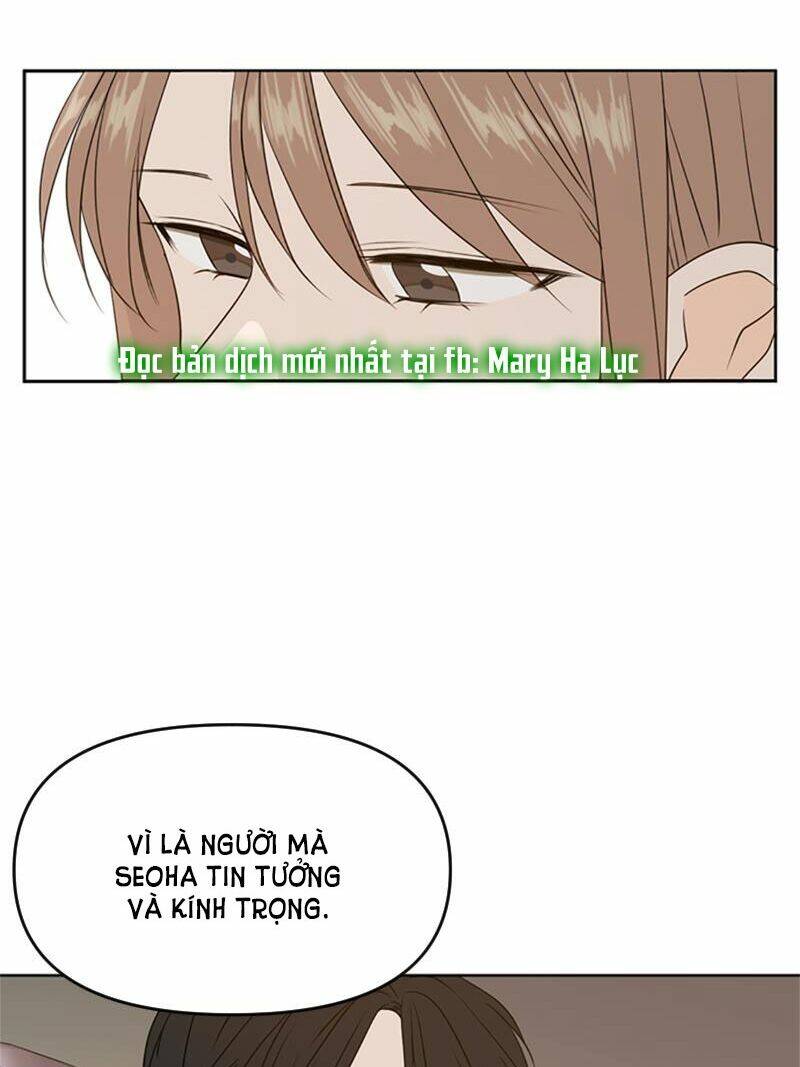 Đọc bản dịch mới nhất tại fb: Mary Hạ Lục
VÌ LÀ NGƯỜI MÀ
SEOHA TIN TƯỞNG
VÀ KÍNH TRỌNG.